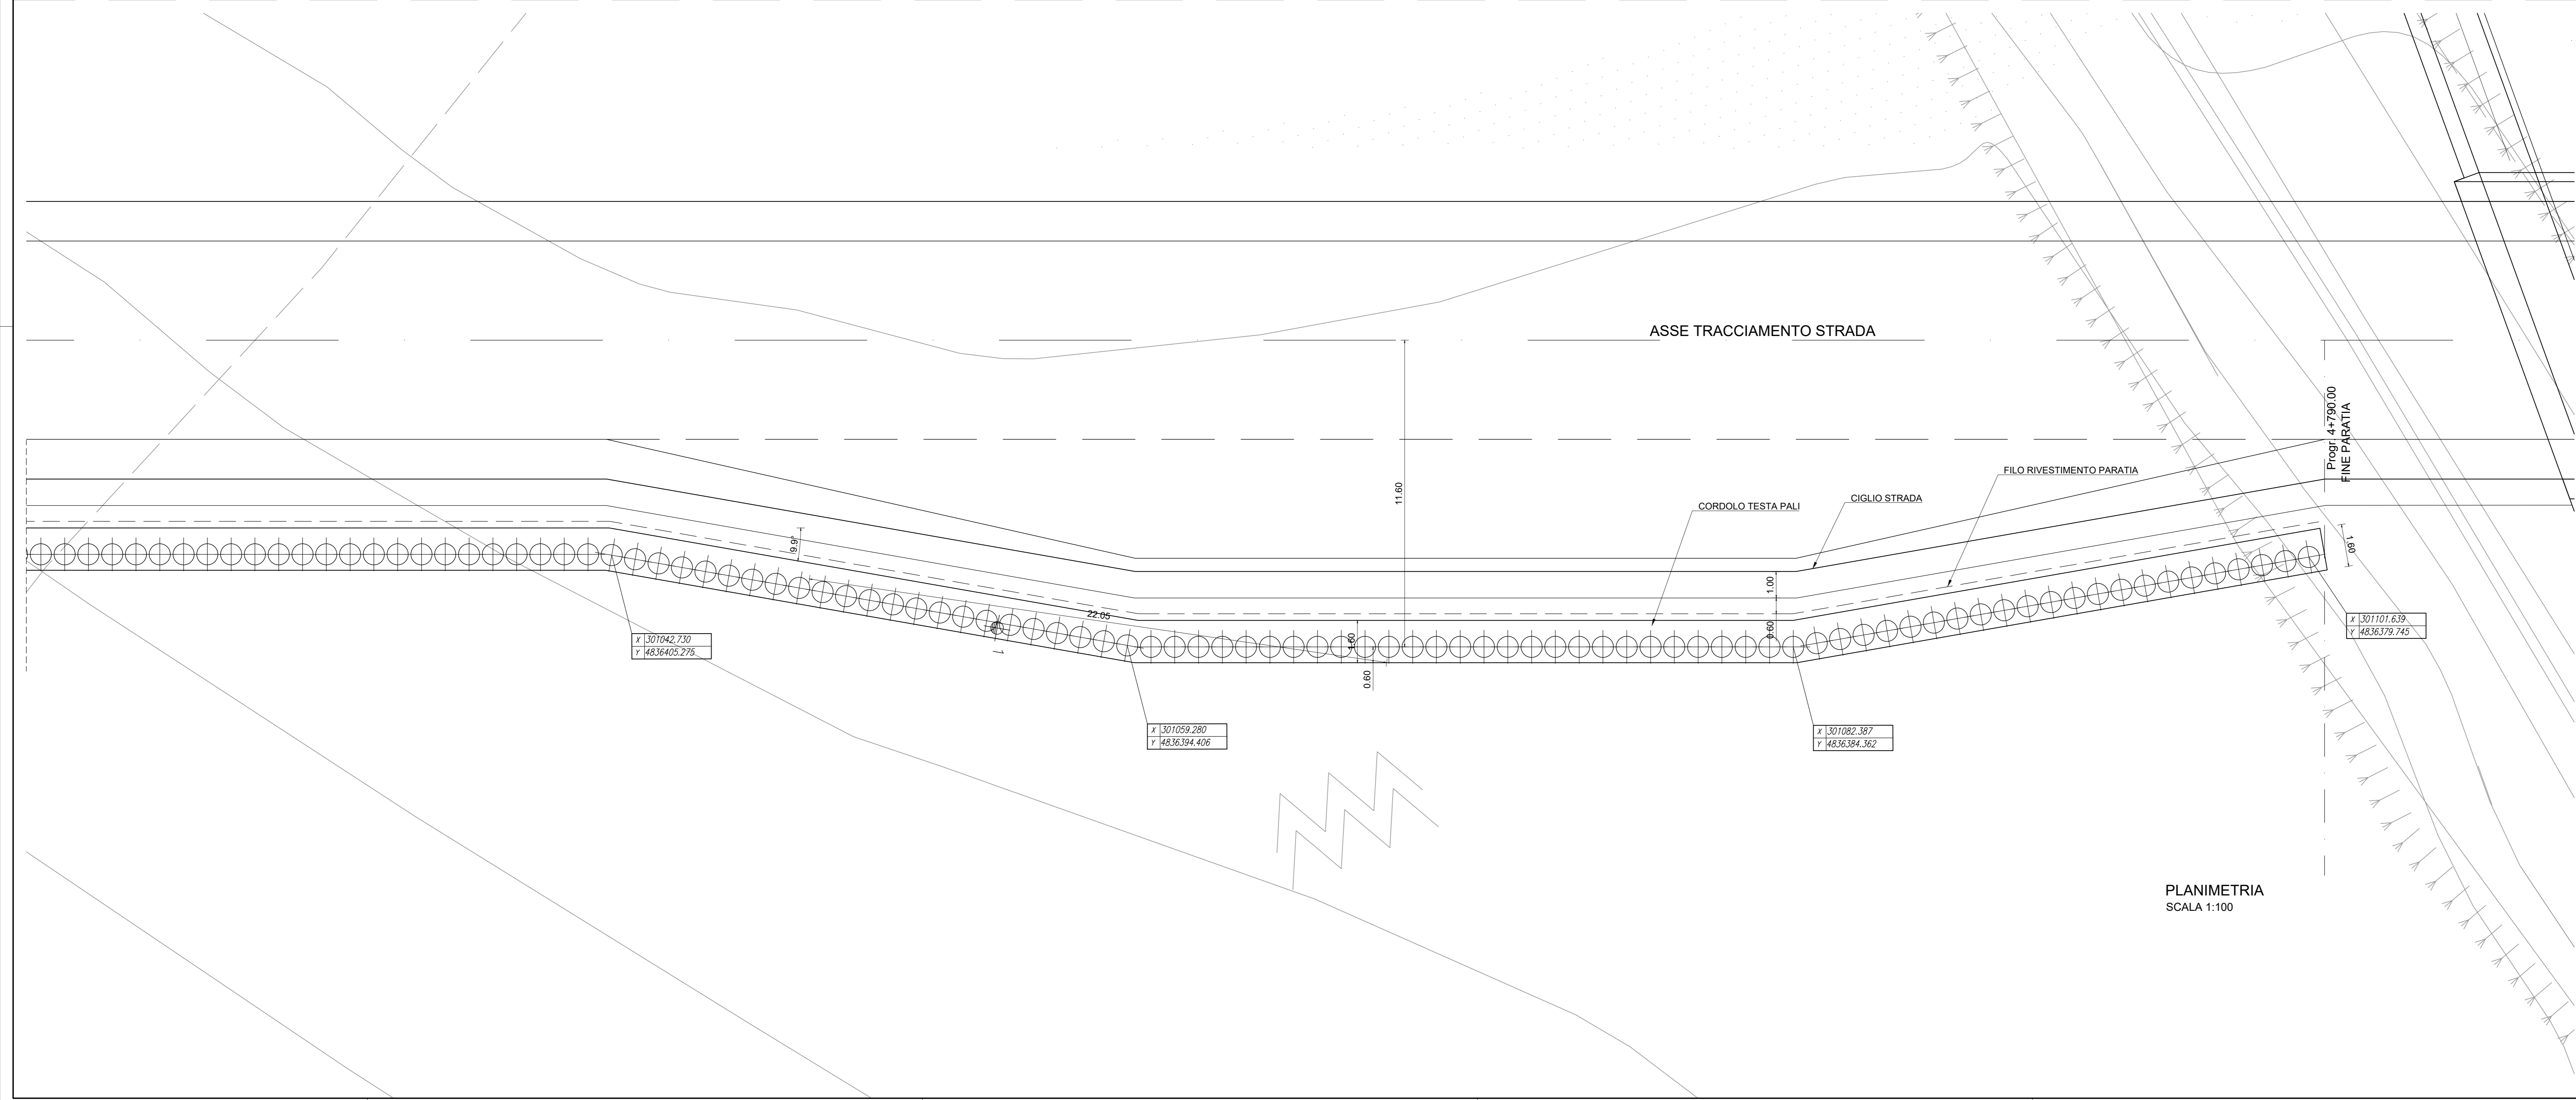 ASSE TRACCIAMENTO STRADA
Progr. 4+790.00
FINE PARATIA
FILO RIVESTIMENTO PARATIA
CIGLIO STRADA
CORDOLO TESTA PALI
11.60
9.9°
1.60
1.00
22.05
0.60
1.60
0.60
X 301042.730
Y 4836405.275
X 301101.639
Y 4836379.745
X 301059.280
Y 4836394.406
X 301082.387
Y 4836384.362
PLANIMETRIA
SCALA 1:100